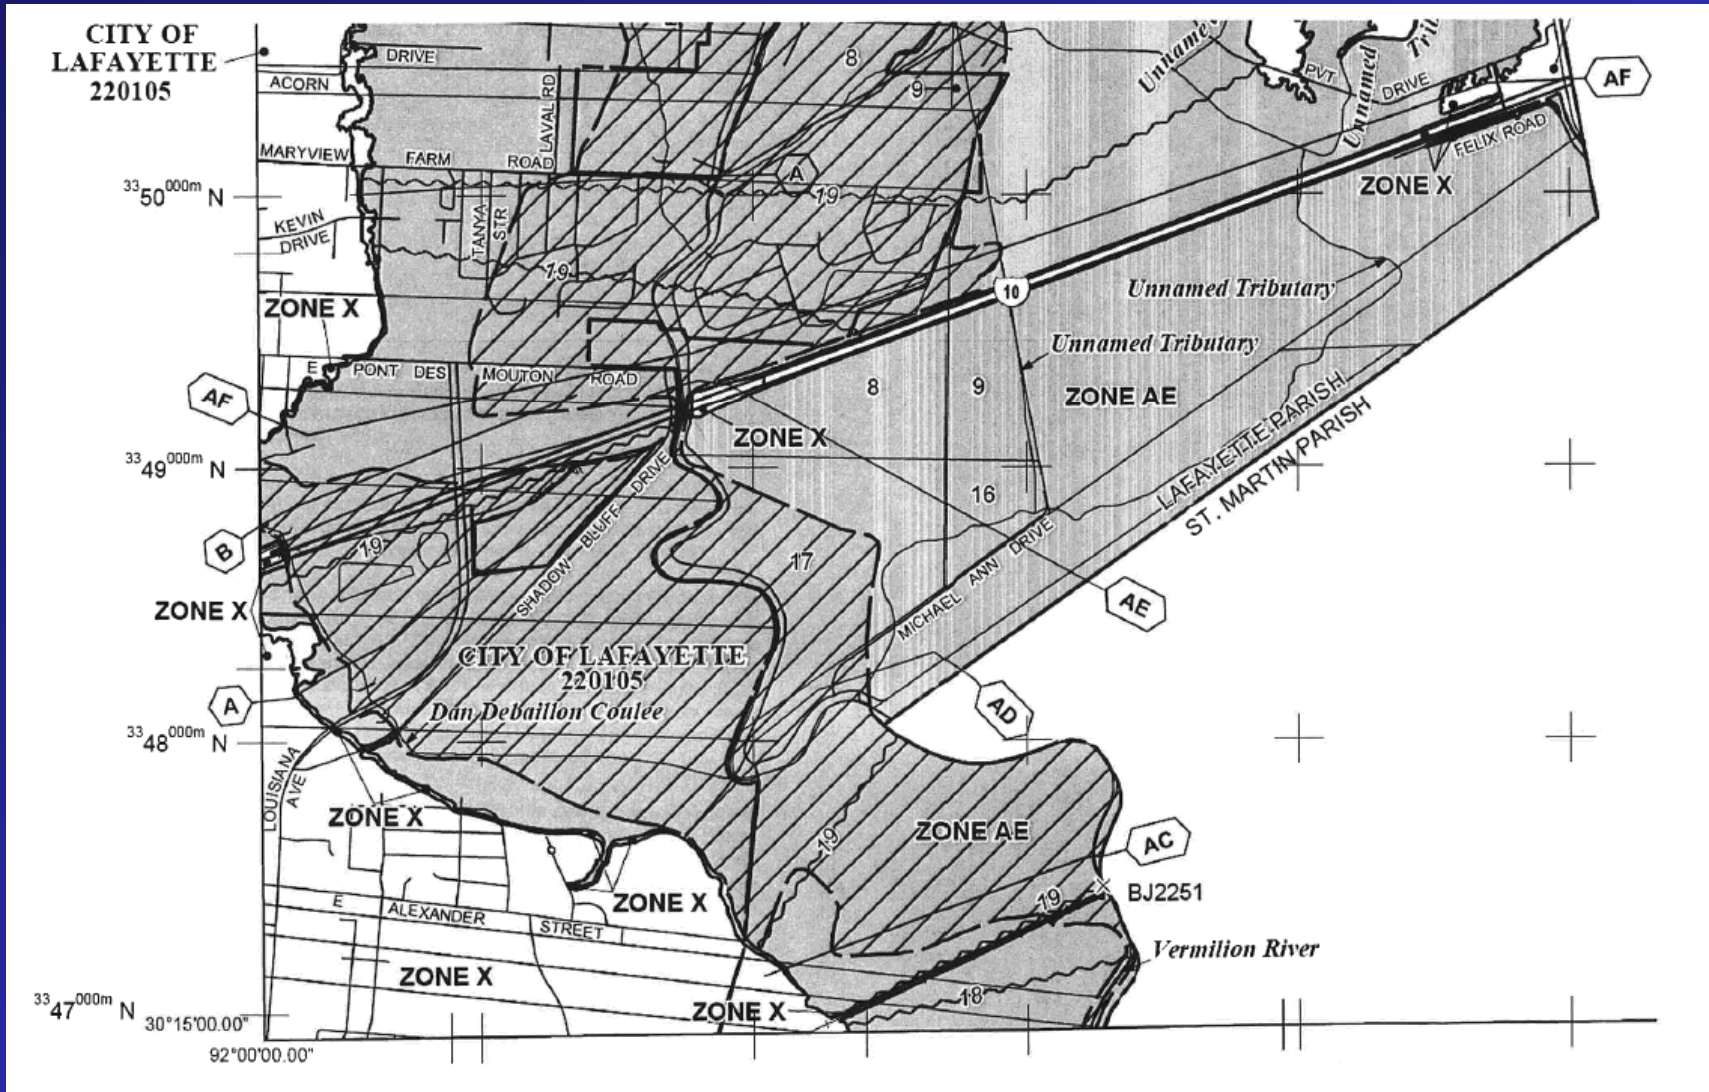 CITY OF
LAFAYETTE
220105
ACORN
DRIVE
LAVAL RD
8
9
Unnamed
Unnamed
PVT
DRIVE
AF
FELIX ROAD
MARYVIEW
FARM
ROAD
A
19
ZONE X
33 50 000m N
KEVIN
DRIVE
TANYA
STR
19
ZONE X
10
Unnamed Tributary
Unnamed Tributary
E
PONT DES
MOUTON
ROAD
8
9
ZONE AE
AF
ZONE X
LAFAYETTE PARISH
ST. MARTIN PARISH
33 49 000m N
SHADOW BLUFF DRIVE
16
B
19
17
MICHAEL ANN DRIVE
AE
ZONE X
CITY OF LAFAYETTE
220105
A
Dan Debaillon Coulee
AD
33 48 000m N
LOUISIANA
AVE
ZONE X
19
ZONE AE
AC
E
ALEXANDER
STREET
ZONE X
19
BJ2251
Vermilion River
ZONE X
18
ZONE X
33 47 000m N
30°15'00.00"
92°00'00.00"